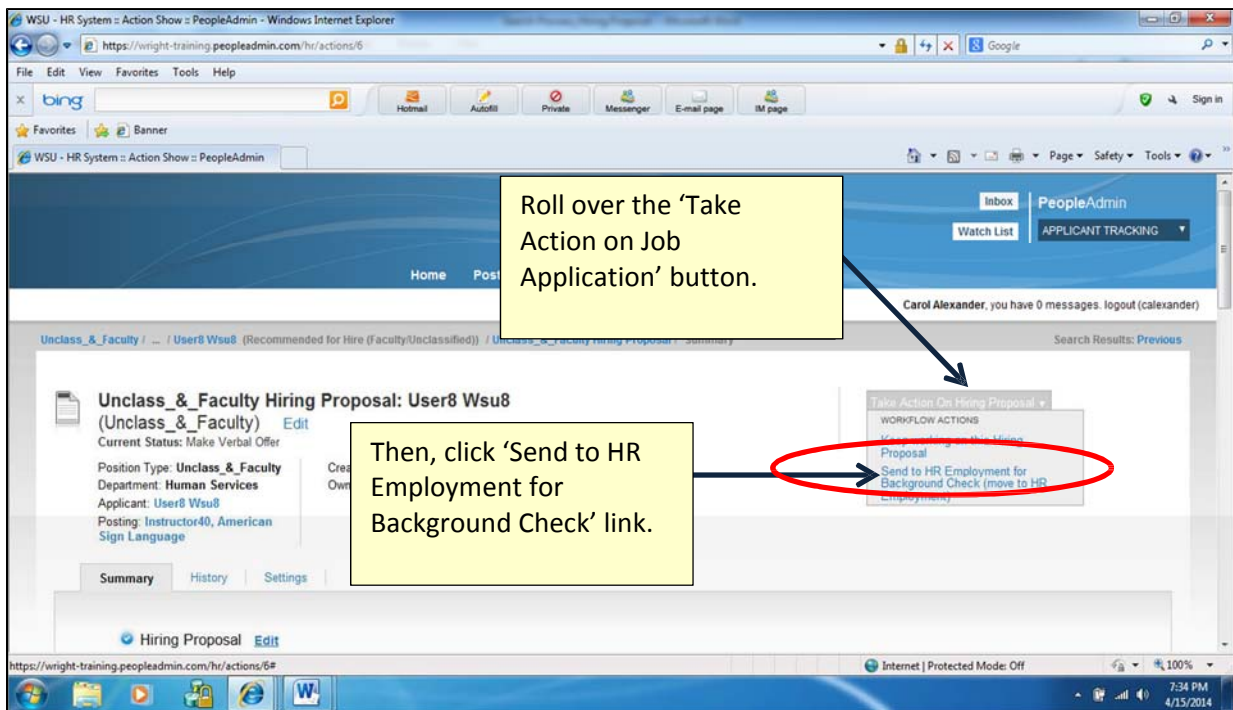 WSU - HR System :: Action Show :: PeopleAdmin - Windows Internet Explorer
https://wright-training.peopleadmin.com/hr/actions/6
Google
File Edit View Favorites Tools Help
x bing
Hotmail Autofill Private Messenger E-mail page IM page
Sign in
Favorites Banner
WSU - HR System :: Action Show :: PeopleAdmin
Page Safety Tools
Roll over the ‘Take
Action on Job
Application’ button.
Inbox PeopleAdmin
Watch List APPLICANT TRACKING
Home Post
Carol Alexander, you have 0 messages. logout (calexander)
Unclass_&_Faculty / ... / User8 Wsu8 (Recommended for Hire (Faculty/Unclassified)) / Unclass_&_Faculty Hiring Proposal / Summary
Search Results: Previous
Unclass_&_Faculty Hiring Proposal: User8 Wsu8
(Unclass_&_Faculty) Edit
Current Status: Make Verbal Offer
Position Type: Unclass_&_Faculty
Department: Human Services
Applicant: User8 Wsu8
Posting: Instructor40, American
Sign Language
Crea
Own
Then, click ‘Send to HR
Employment for
Background Check’ link.
Take Action On Hiring Proposal
WORKFLOW ACTIONS
Keep working on this Hiring
Proposal
Send to HR Employment for
Background Check (move to HR
Employment)
Summary History Settings
Hiring Proposal Edit
https://wright-training.peopleadmin.com/hr/actions/6#
Internet | Protected Mode: Off
100%
7:34 PM
4/15/2014